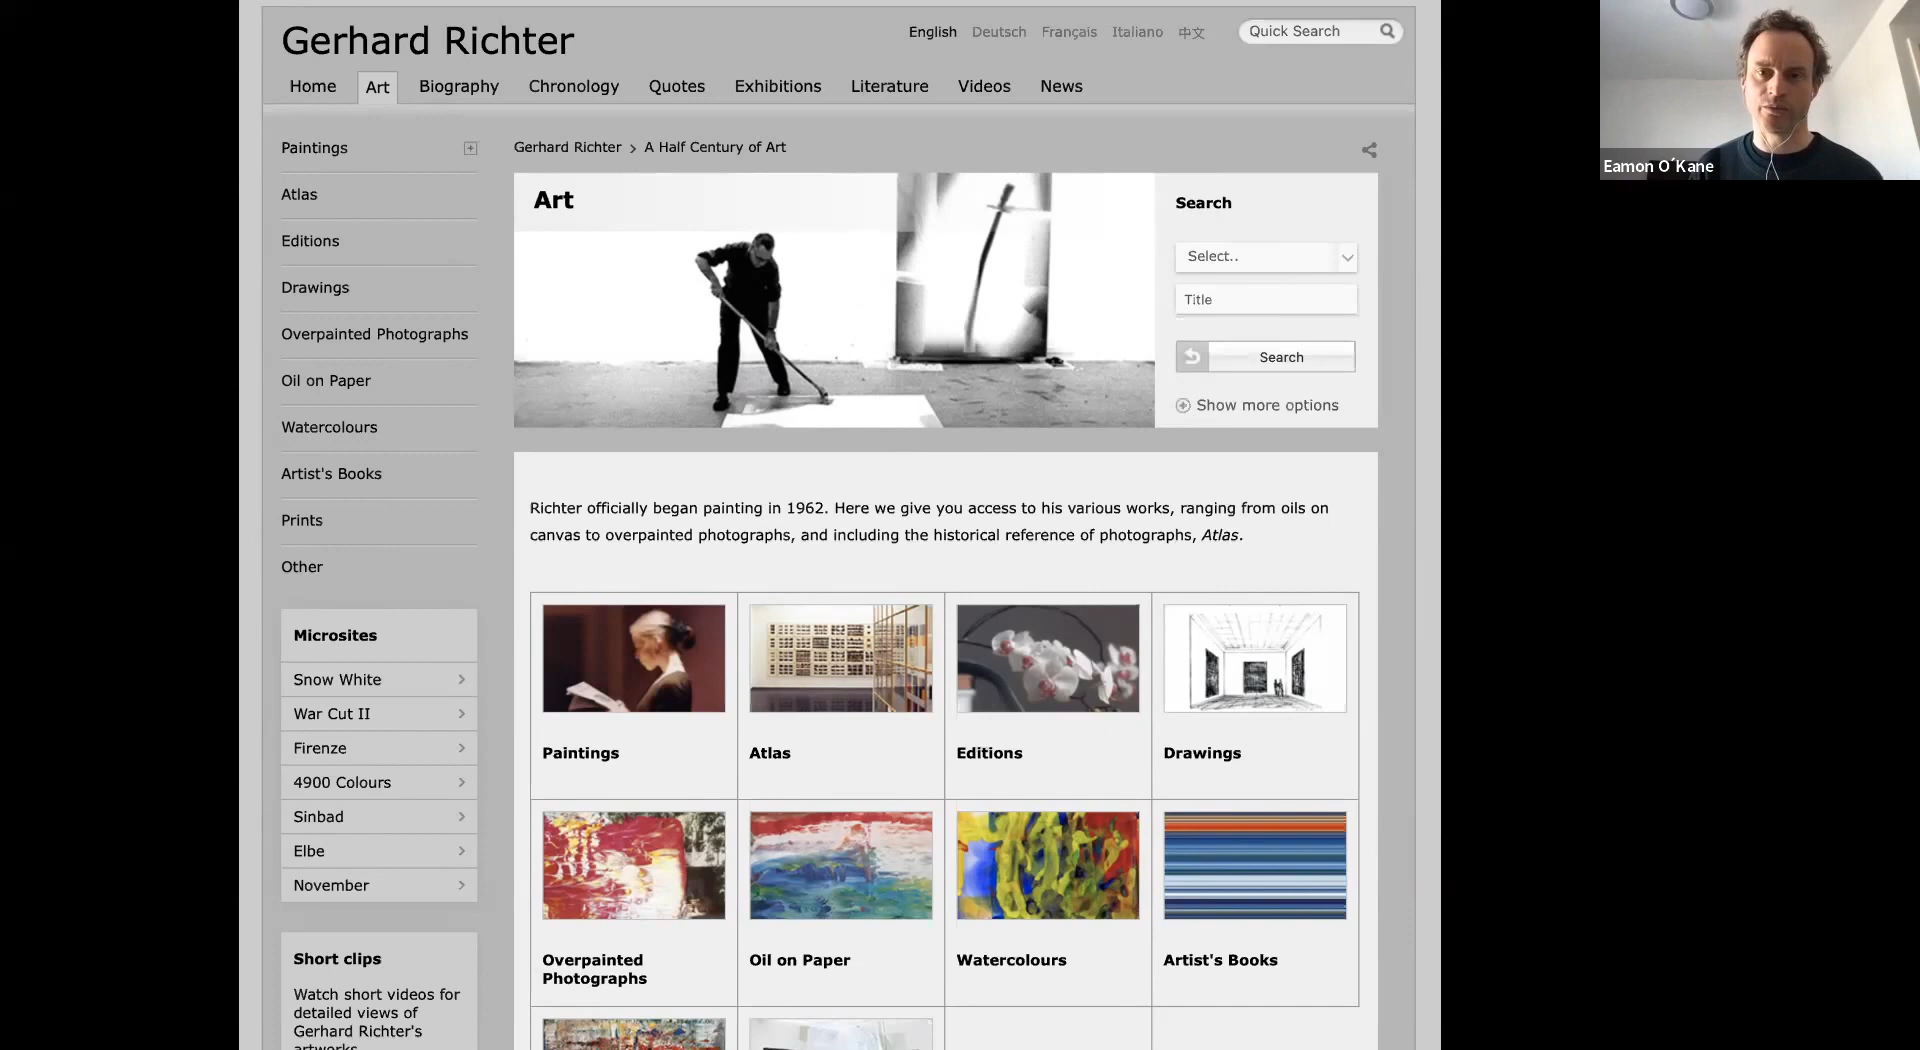 Gerhard Richter
English Deutsch Français Italiano 中文
Quick Search
Home Art Biography Chronology Quotes Exhibitions Literature Videos News
Eamon O´Kane
Paintings
Atlas
Editions
Drawings
Overpainted Photographs
Oil on Paper
Watercolours
Artist's Books
Prints
Other
Microsites
Snow White
War Cut II
Firenze
4900 Colours
Sinbad
Elbe
November
Short clips
Watch short videos for
detailed views of
Gerhard Richter's
artworks
Gerhard Richter › A Half Century of Art
Art
Search
Select..
Title
Search
Show more options
Richter officially began painting in 1962. Here we give you access to his various works, ranging from oils on
canvas to overpainted photographs, and including the historical reference of photographs, Atlas.
Paintings
Atlas
Editions
Drawings
Overpainted
Photographs
Oil on Paper
Watercolours
Artist's Books